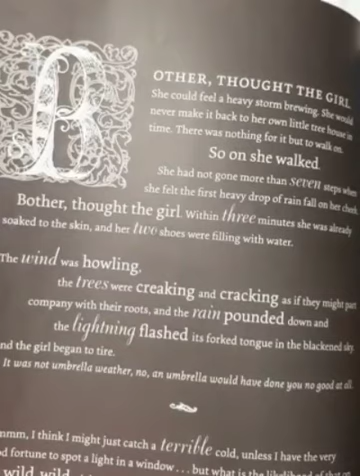 BOTHER, THOUGHT THE GIRL.
She could feel a heavy storm brewing. She would
never make it back to her own little tree house in
time. There was nothing for it but to walk on.
So on she walked.
She had not gone more than seven steps when
she felt the first heavy drop of rain fall on her cheek
Bother, thought the girl. Within three minutes she was already
soaked to the skin, and her two shoes were filling with water.
The wind was howling,
the trees were creaking and cracking as if they might part
company with their roots, and the rain pounded down and
the lightning flashed its forked tongue in the blackened sky
nd the girl began to tire.
It was not umbrella weather, no, an umbrella would have done you no good at all.
mm, I think I might just catch a terrible cold, unless I have the very
d fortune to spot a light in a window... but what is the likelihood of that on
wild, wild